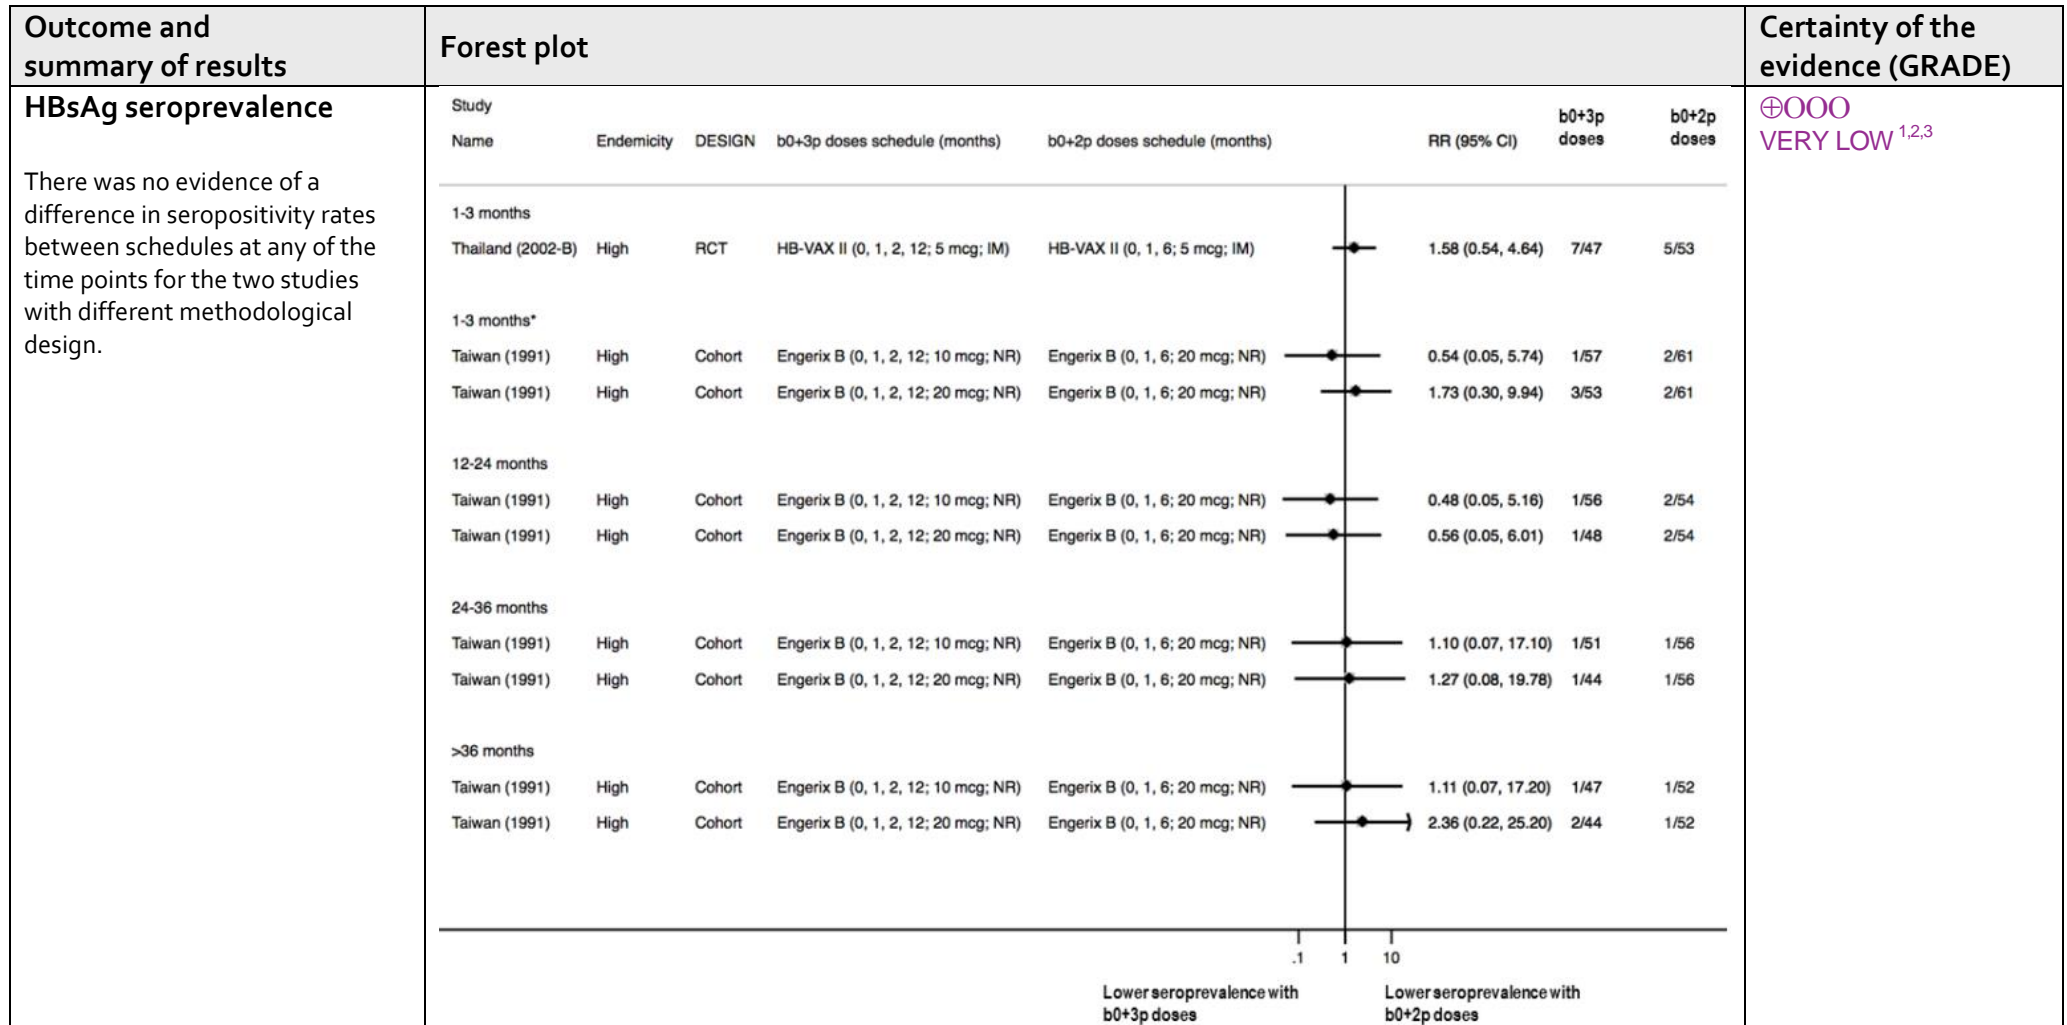 Outcome and
summary of results
Forest plot
Certainty of the
evidence (GRADE)
HBsAg seroprevalence
There was no evidence of a
difference in seropositivity rates
between schedules at any of the
time points for the two studies
with different methodological
design.
Study
Name Endemicity DESIGN b0+3p doses schedule (months) b0+2p doses schedule (months) RR (95% CI) b0+3p doses b0+2p doses
1-3 months
Thailand (2002-B) High RCT HB-VAX II (0, 1, 2, 12; 5 mcg; IM) HB-VAX II (0, 1, 6; 5 mcg; IM) 1.58 (0.54, 4.64) 7/47 5/53
1-3 months*
Taiwan (1991) High Cohort Engerix B (0, 1, 2, 12; 10 mcg; NR) Engerix B (0, 1, 6; 20 mcg; NR) 0.54 (0.05, 5.74) 1/57 2/61
Taiwan (1991) High Cohort Engerix B (0, 1, 2, 12; 20 mcg; NR) Engerix B (0, 1, 6; 20 mcg; NR) 1.73 (0.30, 9.94) 3/53 2/61
12-24 months
Taiwan (1991) High Cohort Engerix B (0, 1, 2, 12; 10 mcg; NR) Engerix B (0, 1, 6; 20 mcg; NR) 0.48 (0.05, 5.16) 1/56 2/54
Taiwan (1991) High Cohort Engerix B (0, 1, 2, 12; 20 mcg; NR) Engerix B (0, 1, 6; 20 mcg; NR) 0.56 (0.05, 6.01) 1/48 2/54
24-36 months
Taiwan (1991) High Cohort Engerix B (0, 1, 2, 12; 10 mcg; NR) Engerix B (0, 1, 6; 20 mcg; NR) 1.10 (0.07, 17.10) 1/51 1/56
Taiwan (1991) High Cohort Engerix B (0, 1, 2, 12; 20 mcg; NR) Engerix B (0, 1, 6; 20 mcg; NR) 1.27 (0.08, 19.78) 1/44 1/56
>36 months
Taiwan (1991) High Cohort Engerix B (0, 1, 2, 12; 10 mcg; NR) Engerix B (0, 1, 6; 20 mcg; NR) 1.11 (0.07, 17.20) 1/47 1/52
Taiwan (1991) High Cohort Engerix B (0, 1, 2, 12; 20 mcg; NR) Engerix B (0, 1, 6; 20 mcg; NR) 2.36 (0.22, 25.20) 2/44 1/52
.1 1 10
Lower seroprevalence with
b0+3p doses
Lower seroprevalence with
b0+2p doses
⊕OOO
VERY LOW 1,2,3